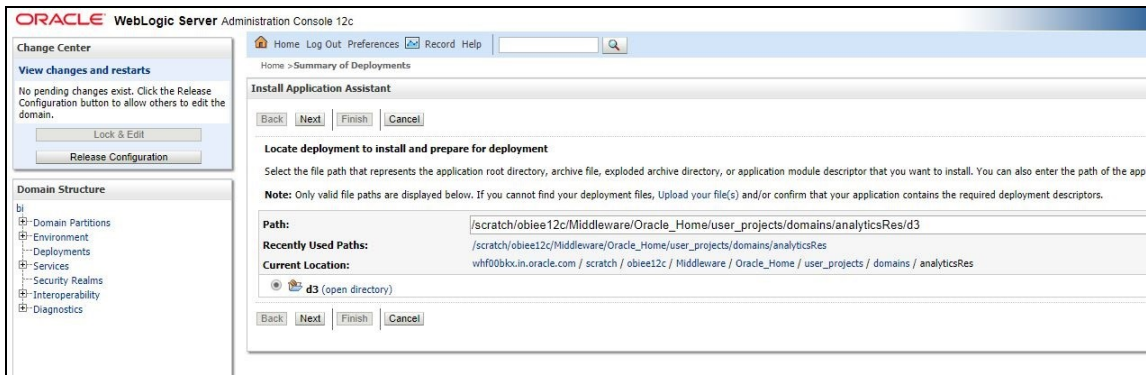 ORACLE WebLogic Server Administration Console 12c
Change Center
View changes and restarts
No pending changes exist. Click the Release
Configuration button to allow others to edit the
domain.
Lock & Edit
Release Configuration
Domain Structure
bi
Domain Partitions
Environment
Deployments
Services
Security Realms
Interoperability
Diagnostics
Home Log Out Preferences Record Help
Home >Summary of Deployments
Install Application Assistant
Back Next Finish Cancel
Locate deployment to install and prepare for deployment
Select the file path that represents the application root directory, archive file, exploded archive directory, or application module descriptor that you want to install. You can also enter the path of the app
Note: Only valid file paths are displayed below. If you cannot find your deployment files, Upload your file(s) and/or confirm that your application contains the required deployment descriptors.
Path: /scratch/obiee12c/Middleware/Oracle_Home/user_projects/domains/analyticsRes/d3
Recently Used Paths: /scratch/obiee12c/Middleware/Oracle_Home/user_projects/domains/analyticsRes
Current Location: whf00bkx.in.oracle.com / scratch / obiee12c / Middleware / Oracle_Home / user_projects / domains / analyticsRes
d3 (open directory)
Back Next Finish Cancel